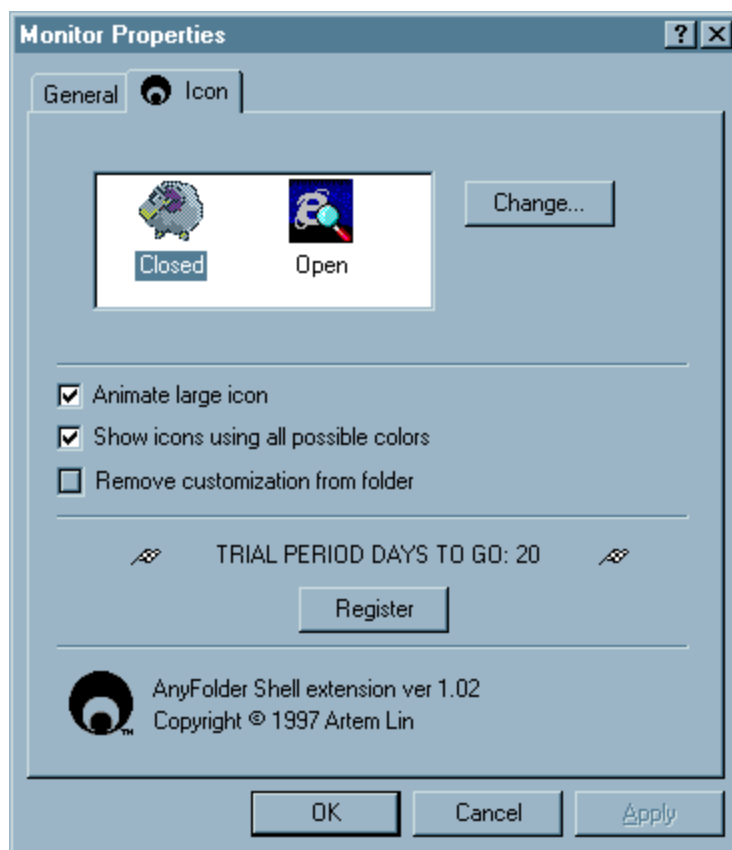 Monitor Properties
General
Icon
Closed
Open
Change...
Animate large icon
Show icons using all possible colors
Remove customization from folder
TRIAL PERIOD DAYS TO GO: 20
Register
AnyFolder Shell extension ver 1.02
Copyright © 1997 Artem Lin
TM
OK
Cancel
Apply